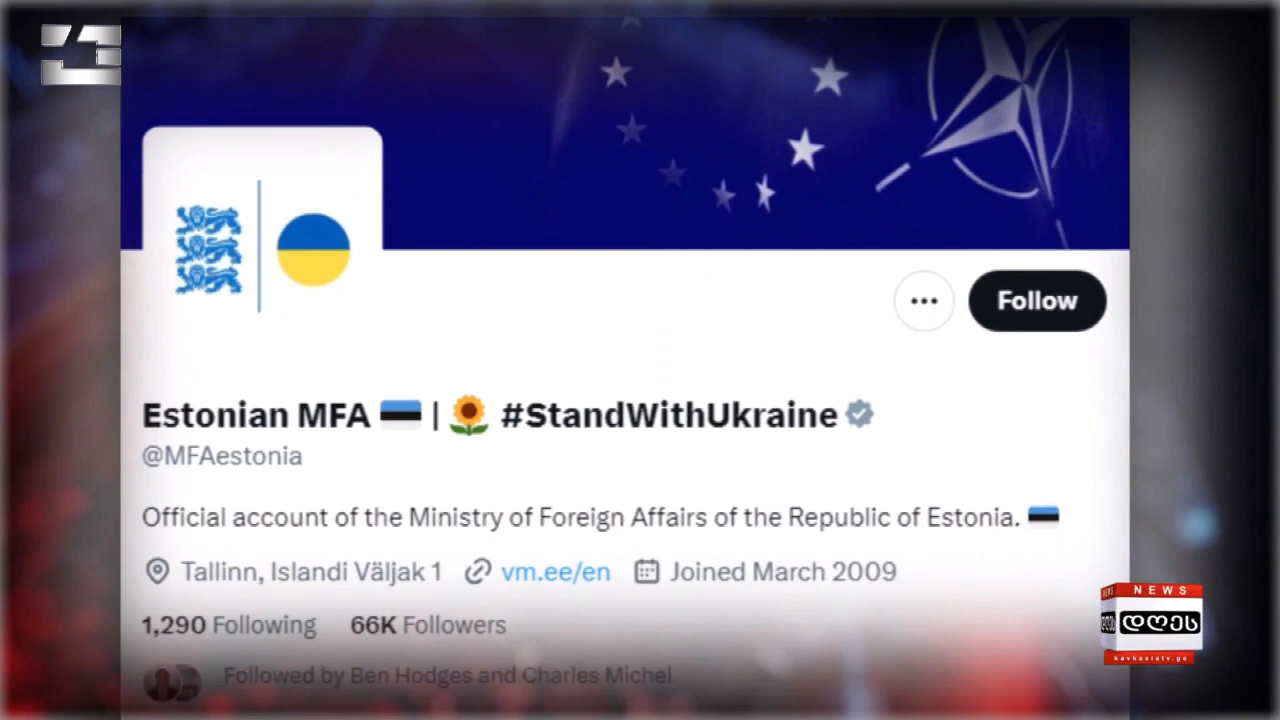 Follow
Estonian MFA 🇪🇪 | 🌻 #StandWithUkraine
@MFAestonia
Official account of the Ministry of Foreign Affairs of the Republic of Estonia. 🇪🇪
Tallinn, Islandi Väljak 1 vm.ee/en Joined March 2009
1,290 Following 66K Followers
Followed by Ben Hodges and Charles Michel
NEWS
NEWS
დღეს
kavkasiatv.ge